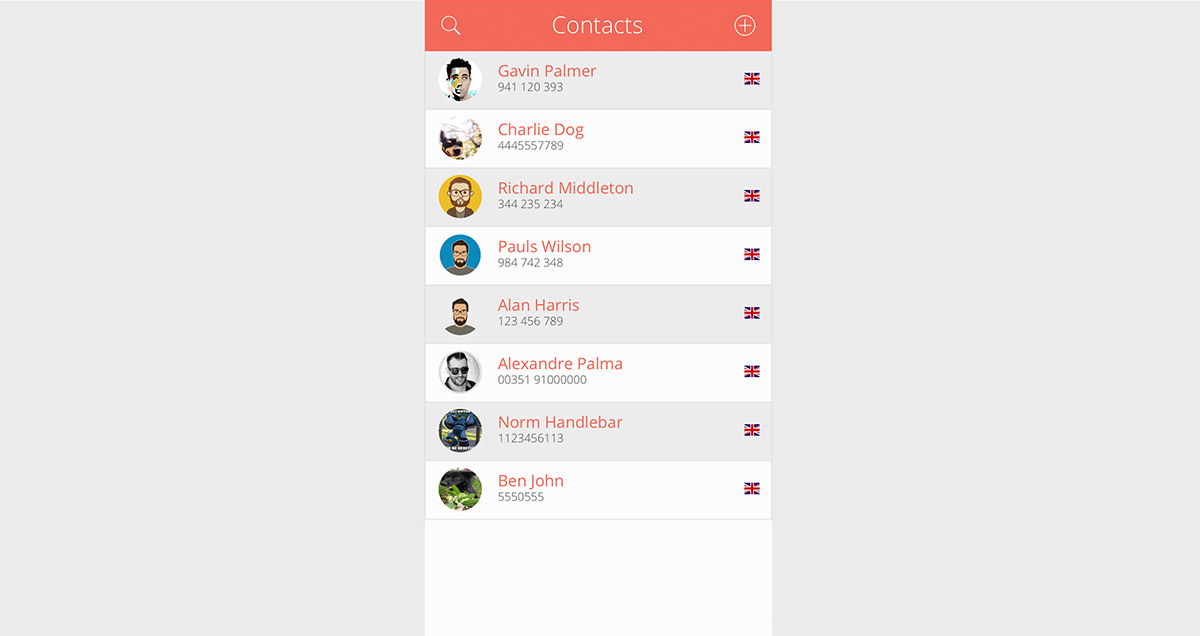 Contacts
Gavin Palmer
941 120 393
Charlie Dog
4445557789
Richard Middleton
344 235 234
Pauls Wilson
984 742 348
Alan Harris
123 456 789
Alexandre Palma
00351 91000000
Norm Handlebar
1123456113
Ben John
5550555